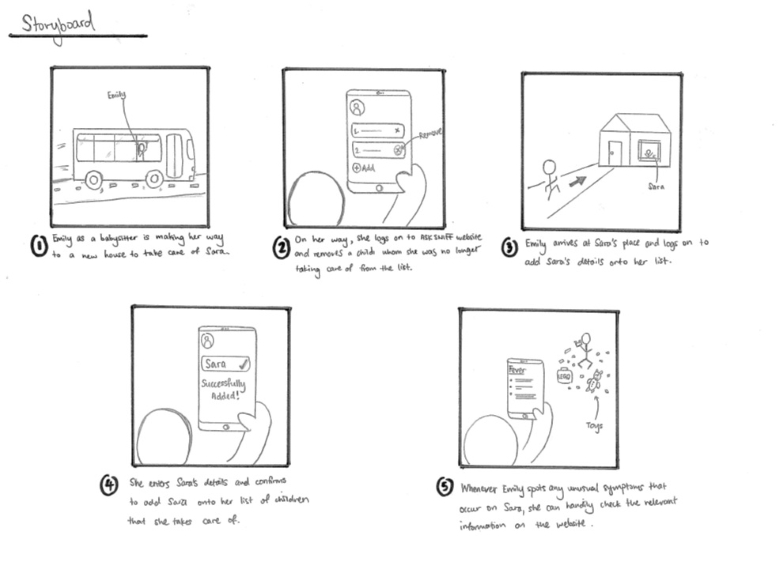 Storyboard
Emily
1. ——— x
2. ———
Remove
+ Add
Sara
① Emily as a babysitter is making her way
to a new house to take care of Sara.
② On her way, she logs on to ASKSNIFF website
and removes a child whom she was no longer
taking care of from the list.
③ Emily arrives at Sara's place and logs on to
add Sara's details onto her list.
Sara ✓
Successfully
Added!
Fever
LEGO
Toys
④ She enters Sara's details and confirms
to add Sara onto her list of children
that she takes care of.
⑤ Whenever Emily spots any unusual symptoms that
occur on Sara, she can handily check the relevant
information on the website.